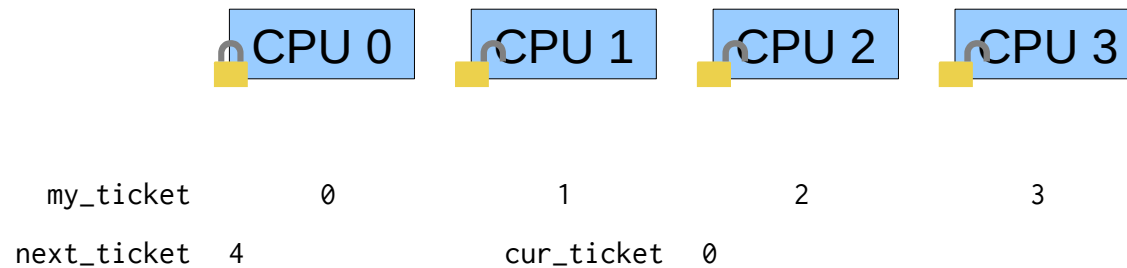 CPU 0 CPU 1 CPU 2 CPU 3
my_ticket 0 1 2 3
next_ticket 4 cur_ticket 0